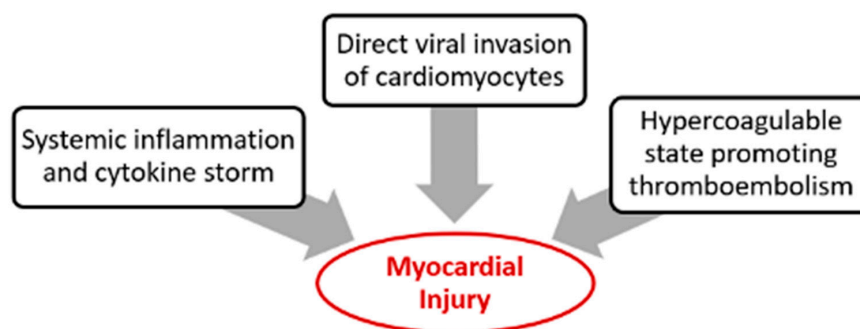 Direct viral invasion
of cardiomyocytes
Systemic inflammation
and cytokine storm
Hypercoagulable
state promoting
thromboembolism
Myocardial
Injury